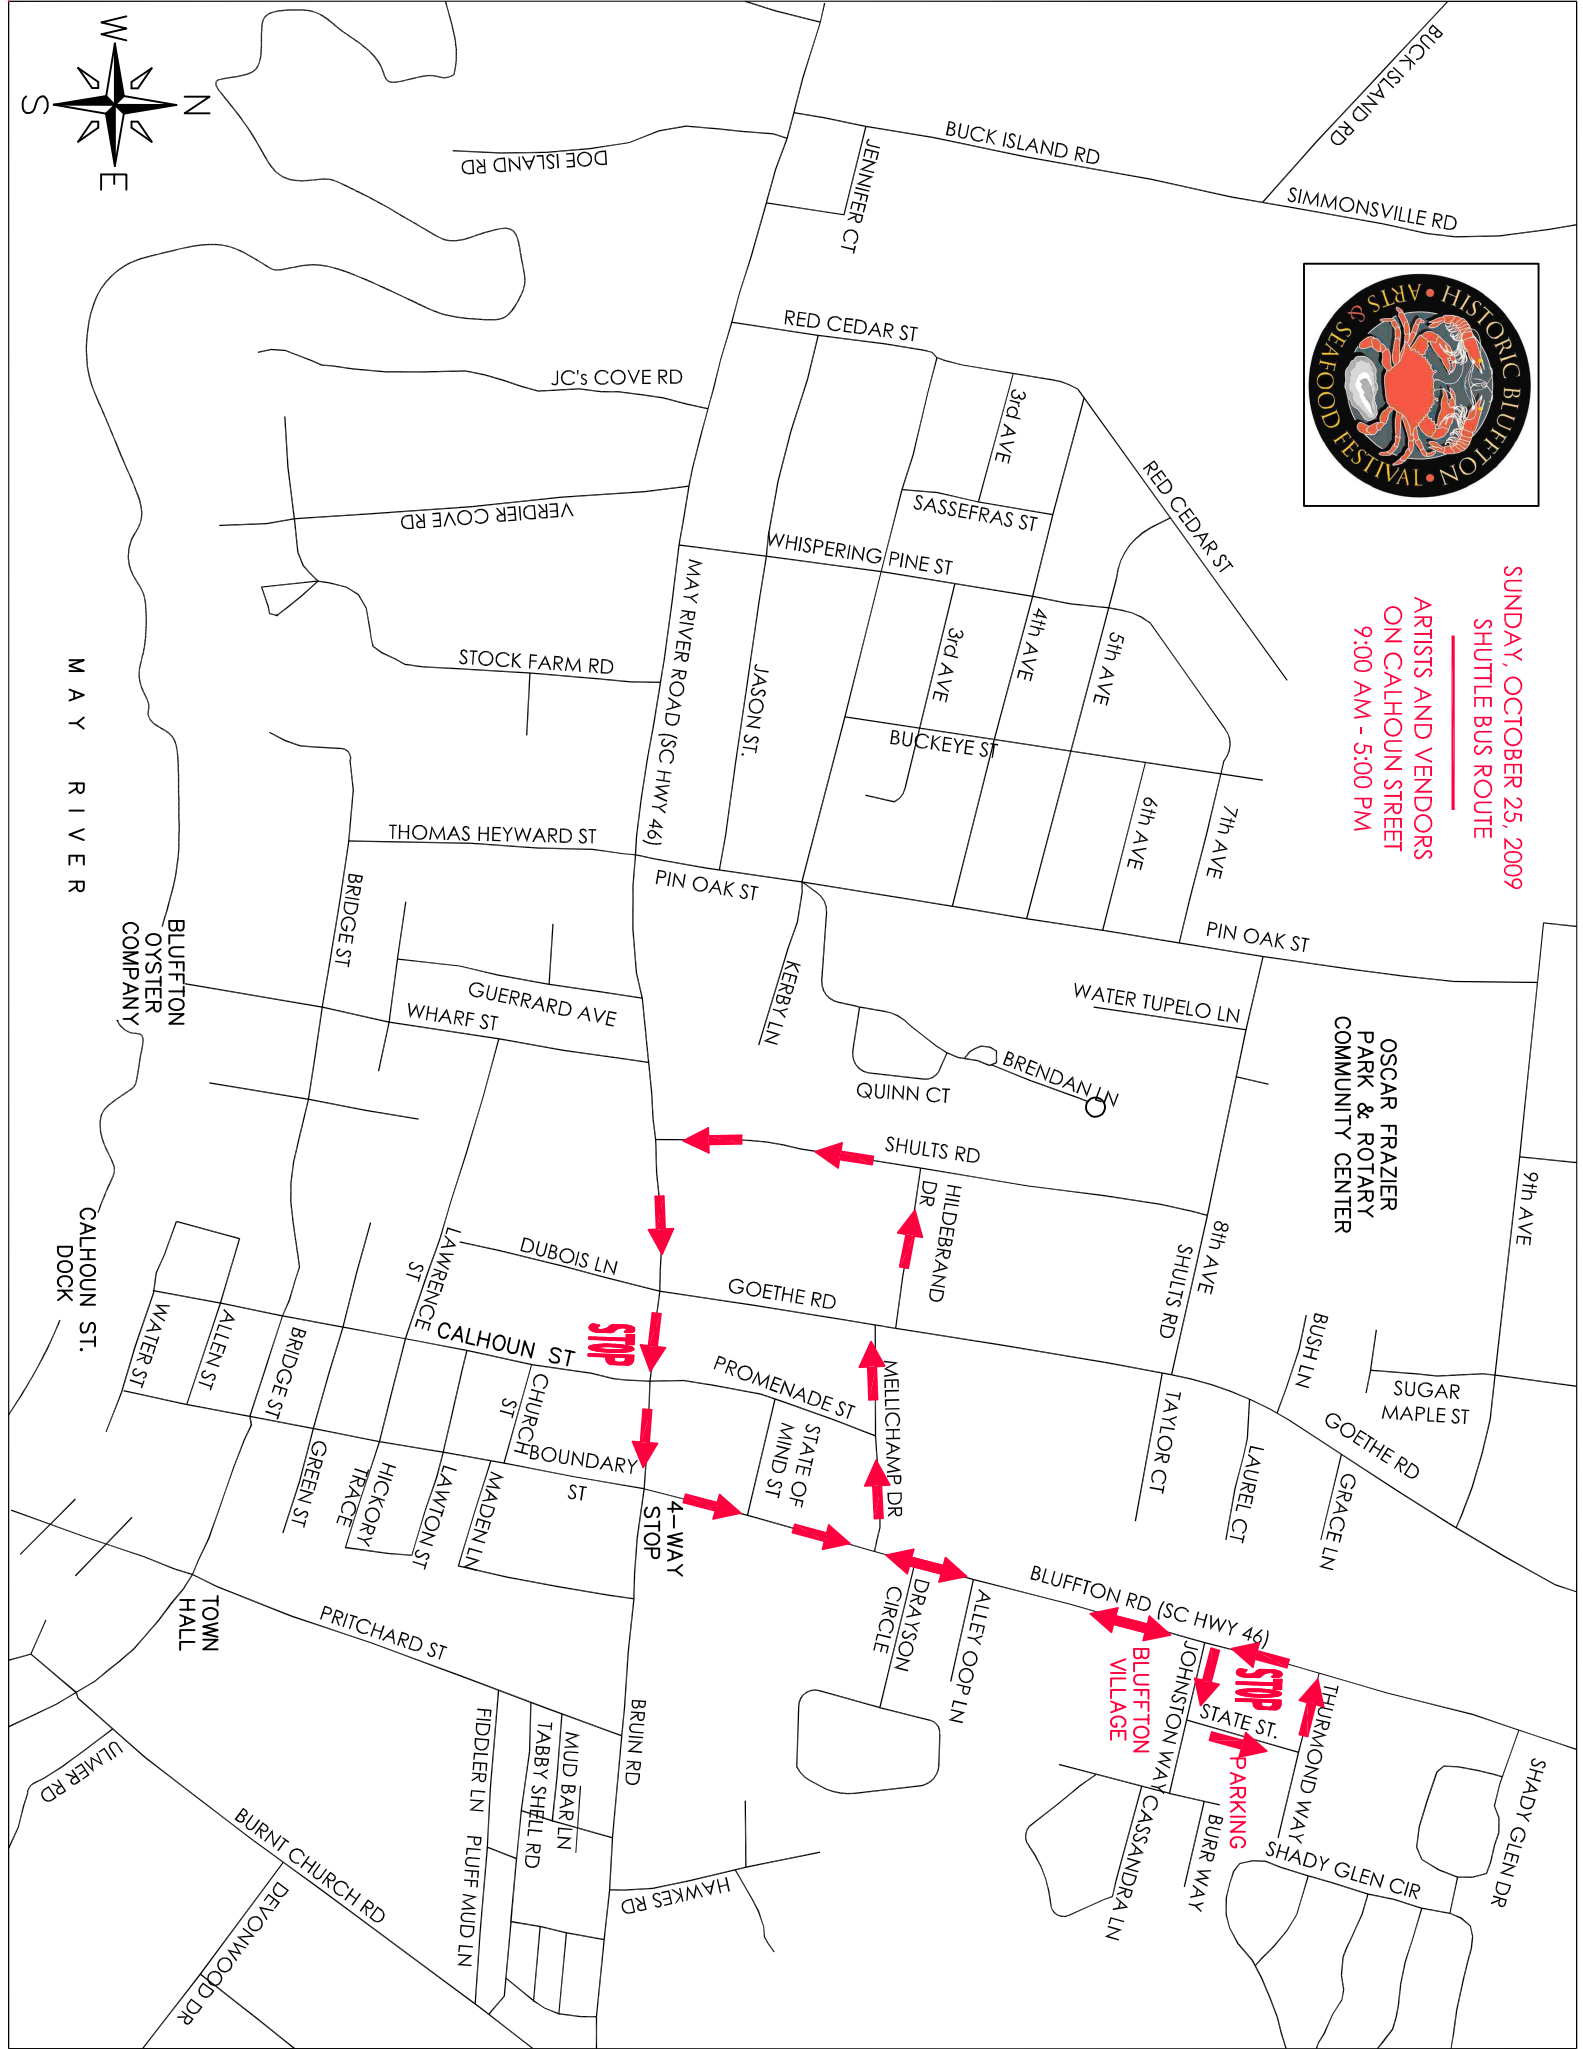 W
N
S
E
BUCK ISLAND RD
BUCK ISLAND RD
SIMMONSVILLE RD
DOE ISLAND RD
JENNIFER CT
HISTORIC BLUFFTON
ARTS & SEAFOOD FESTIVAL
SUNDAY, OCTOBER 25, 2009
SHUTTLE BUS ROUTE
ARTISTS AND VENDORS
ON CALHOUN STREET
9:00 AM - 5:00 PM
RED CEDAR ST
JC's COVE RD
3rd AVE
SASSEFRAS ST
RED CEDAR ST
VERDIER COVE RD
WHISPERING PINE ST
MAY RIVER ROAD (SC HWY 46)
STOCK FARM RD
JASON ST.
3rd AVE
4th AVE
5th AVE
BUCKEYE ST
6th AVE
7th AVE
MAY RIVER
THOMAS HEYWARD ST
PIN OAK ST
PIN OAK ST
BRIDGE ST
BLUFFTON
OYSTER
COMPANY
GUERRARD AVE
WHARF ST
KERBY LN
WATER TUPELO LN
QUINN CT
BRENDAN LN
OSCAR FRAZIER
PARK & ROTARY
COMMUNITY CENTER
9th AVE
SHULTS RD
HILDEBRAND
DR
8th AVE
SHULTS RD
CALHOUN ST.
DOCK
LAWRENCE
ST
DUBOIS LN
GOETHE RD
WATER ST
ALLEN ST
BRIDGE ST
CALHOUN ST
STOP
PROMENADE ST
MELLICHAMP DR
BUSH LN
SUGAR
MAPLE ST
GOETHE RD
TAYLOR CT
LAUREL CT
GRACE LN
CHURCH
ST
BOUNDARY
ST
STATE OF
MIND ST
GREEN ST
HICKORY
TRACE
LAWTON ST
MADEN LN
4-WAY
STOP
BLUFFTON RD (SC HWY 46)
DRAYSON
CIRCLE
ALLEY OOP LN
TOWN
HALL
PRITCHARD ST
BLUFFTON
VILLAGE
JOHNSTON WAY
STOP
STATE ST.
THURMOND WAY
PARKING
BRUIN RD
FIDDLER LN
TABBY SHELL RD
MUD BAR LN
PLUFF MUD LN
ULMER RD
BURNT CHURCH RD
DEVONWOOD DR
HAWKES RD
CASSANDRA LN
BURR WAY
SHADY GLEN CIR
SHADY GLEN DR